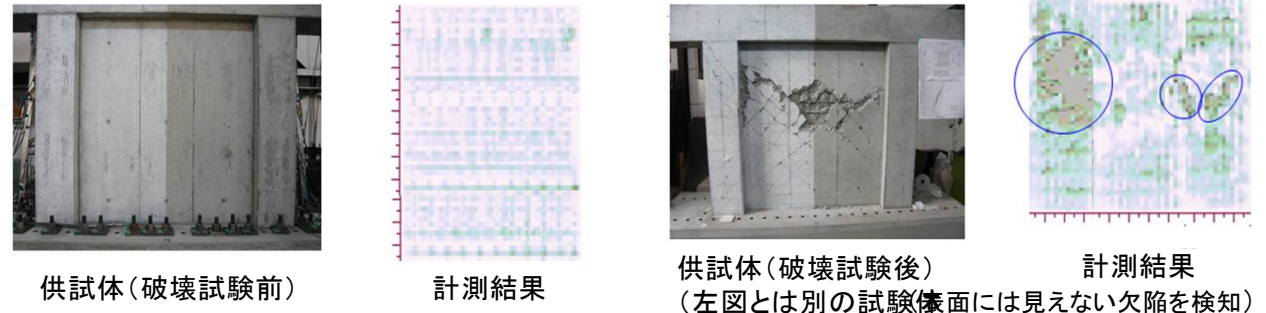 供試体（破壊試験前）
計測結果
供試体（破壊試験後）
（左図とは別の試験体
計測結果
（表面には見えない欠陥を検知）